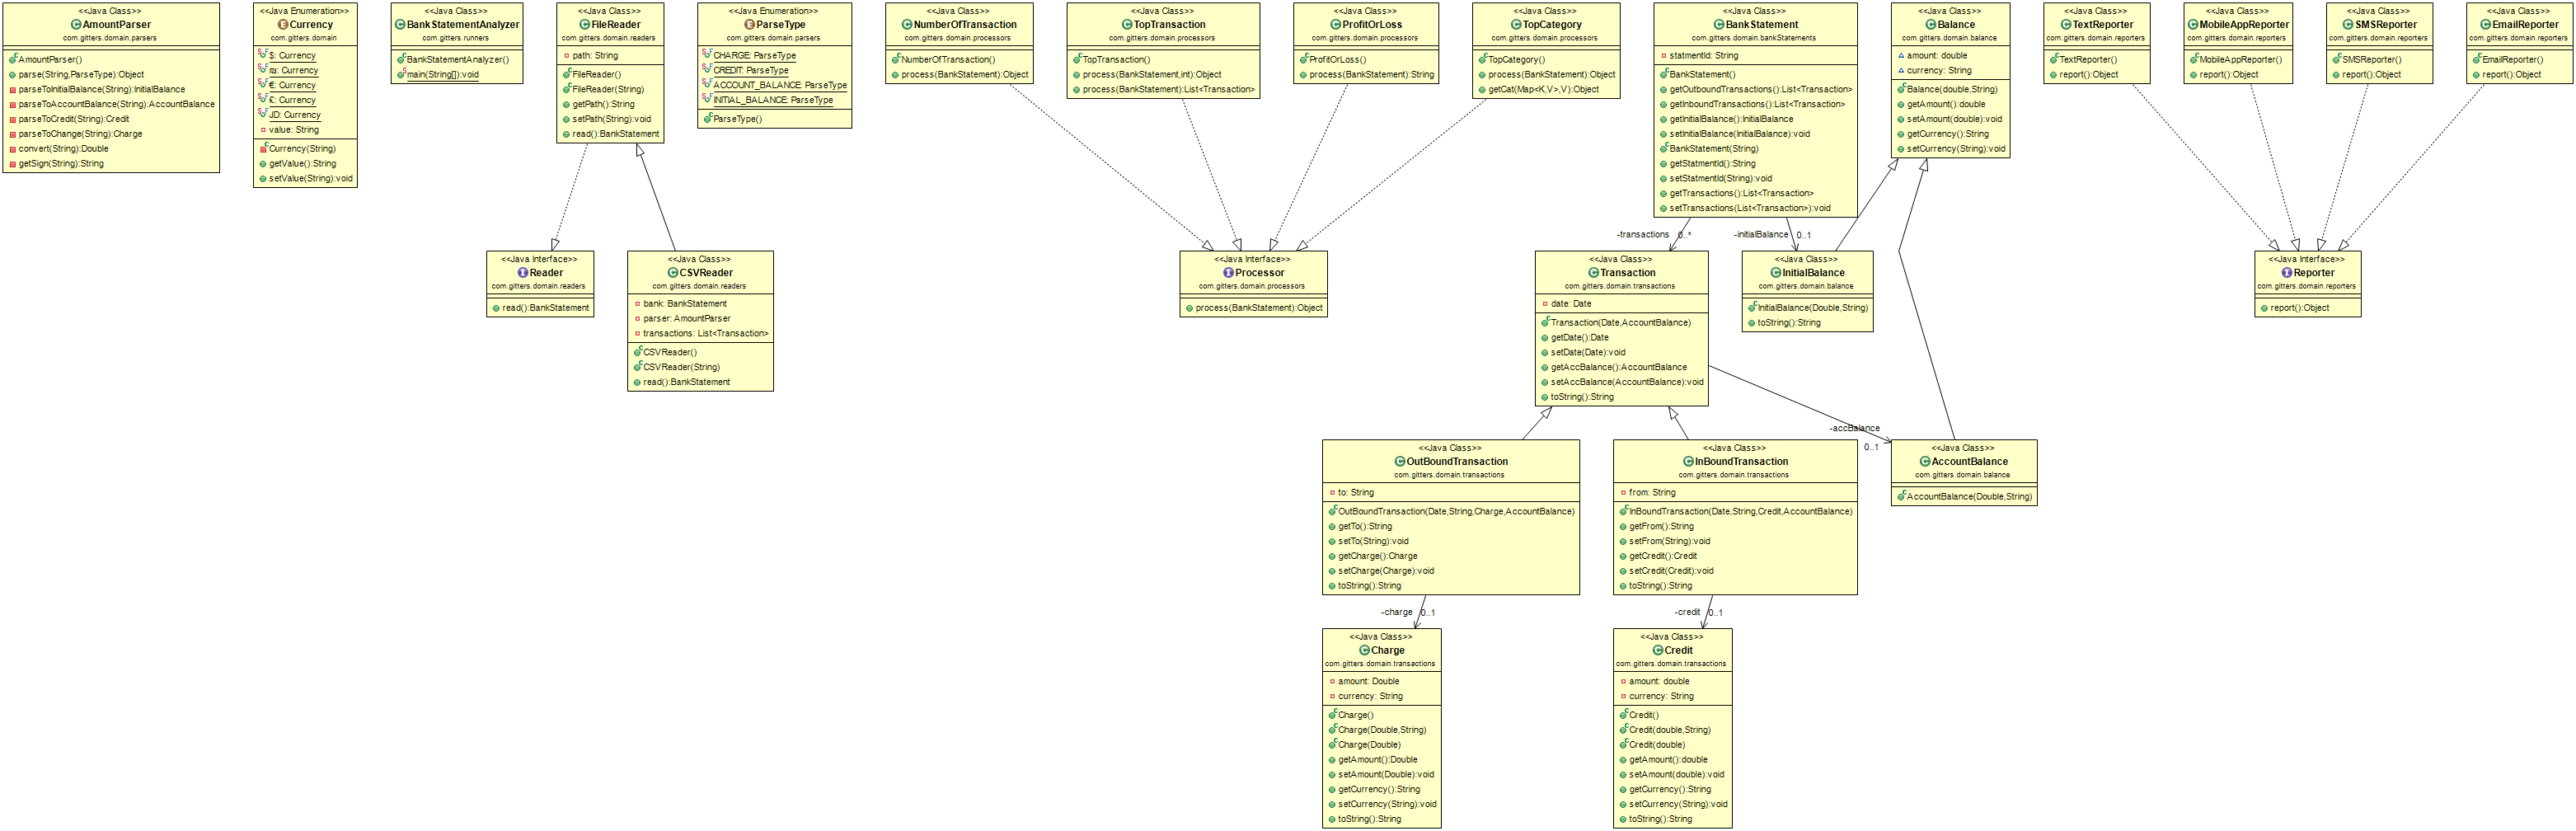 <<Java Class>>
AmountParser
com.gitters.domain.parsers
AmountParser()
parse(String,ParseType):Object
parseToInitialBalance(String):InitialBalance
parseToAccountBalance(String):AccountBalance
parseToCredit(String):Credit
parseToChange(String):Charge
convert(String):Double
getSign(String):String
<<Java Enumeration>>
Currency
com.gitters.domain
$: Currency
₪: Currency
€: Currency
£: Currency
JD: Currency
value: String
Currency(String)
getValue():String
setValue(String):void
<<Java Class>>
BankStatementAnalyzer
com.gitters.runners
BankStatementAnalyzer()
main(String[]):void
<<Java Class>>
FileReader
com.gitters.domain.readers
path: String
FileReader()
FileReader(String)
getPath():String
setPath(String):void
read():BankStatement
<<Java Enumeration>>
ParseType
com.gitters.domain.parsers
CHARGE: ParseType
CREDIT: ParseType
ACCOUNT_BALANCE: ParseType
INITIAL_BALANCE: ParseType
ParseType()
<<Java Class>>
NumberOfTransaction
com.gitters.domain.processors
NumberOfTransaction()
process(BankStatement):Object
<<Java Class>>
TopTransaction
com.gitters.domain.processors
TopTransaction()
process(BankStatement,int):Object
process(BankStatement):List<Transaction>
<<Java Class>>
ProfitOrLoss
com.gitters.domain.processors
ProfitOrLoss()
process(BankStatement):String
<<Java Class>>
TopCategory
com.gitters.domain.processors
TopCategory()
process(BankStatement):Object
getCat(Map<K,V>,V):Object
<<Java Class>>
BankStatement
com.gitters.domain.bankStatements
statmentId: String
BankStatement()
getOutboundTransactions():List<Transaction>
getInboundTransactions():List<Transaction>
getInitialBalance():InitialBalance
setInitialBalance(InitialBalance):void
BankStatement(String)
getStatmentId():String
setStatmentId(String):void
getTransactions():List<Transaction>
setTransactions(List<Transaction>):void
<<Java Class>>
Balance
com.gitters.domain.balance
amount: double
currency: String
Balance(double,String)
getAmount():double
setAmount(double):void
getCurrency():String
setCurrency(String):void
<<Java Class>>
TextReporter
com.gitters.domain.reporters
TextReporter()
report():Object
<<Java Class>>
MobileAppReporter
com.gitters.domain.reporters
MobileAppReporter()
report():Object
<<Java Class>>
SMSReporter
com.gitters.domain.reporters
SMSReporter()
report():Object
<<Java Class>>
EmailReporter
com.gitters.domain.reporters
EmailReporter()
report():Object
-transactions 0..*
-initialBalance 0..1
<<Java Interface>>
Reader
com.gitters.domain.readers
read():BankStatement
<<Java Class>>
CSVReader
com.gitters.domain.readers
bank: BankStatement
parser: AmountParser
transactions: List<Transaction>
CSVReader()
CSVReader(String)
read():BankStatement
<<Java Interface>>
Processor
com.gitters.domain.processors
process(BankStatement):Object
<<Java Class>>
Transaction
com.gitters.domain.transactions
date: Date
Transaction(Date,AccountBalance)
getDate():Date
setDate(Date):void
getAccBalance():AccountBalance
setAccBalance(AccountBalance):void
toString():String
<<Java Class>>
InitialBalance
com.gitters.domain.balance
InitialBalance(Double,String)
toString():String
<<Java Interface>>
Reporter
com.gitters.domain.reporters
report():Object
-accBalance
0..1
<<Java Class>>
OutBoundTransaction
com.gitters.domain.transactions
to: String
OutBoundTransaction(Date,String,Charge,AccountBalance)
getTo():String
setTo(String):void
getCharge():Charge
setCharge(Charge):void
toString():String
<<Java Class>>
InBoundTransaction
com.gitters.domain.transactions
from: String
InBoundTransaction(Date,String,Credit,AccountBalance)
getFrom():String
setFrom(String):void
getCredit():Credit
setCredit(Credit):void
toString():String
<<Java Class>>
AccountBalance
com.gitters.domain.balance
AccountBalance(Double,String)
-charge 0..1
-credit 0..1
<<Java Class>>
Charge
com.gitters.domain.transactions
amount: Double
currency: String
Charge()
Charge(Double,String)
Charge(Double)
getAmount():Double
setAmount(Double):void
getCurrency():String
setCurrency(String):void
toString():String
<<Java Class>>
Credit
com.gitters.domain.transactions
amount: double
currency: String
Credit()
Credit(double,String)
Credit(double)
getAmount():double
setAmount(double):void
getCurrency():String
setCurrency(String):void
toString():String